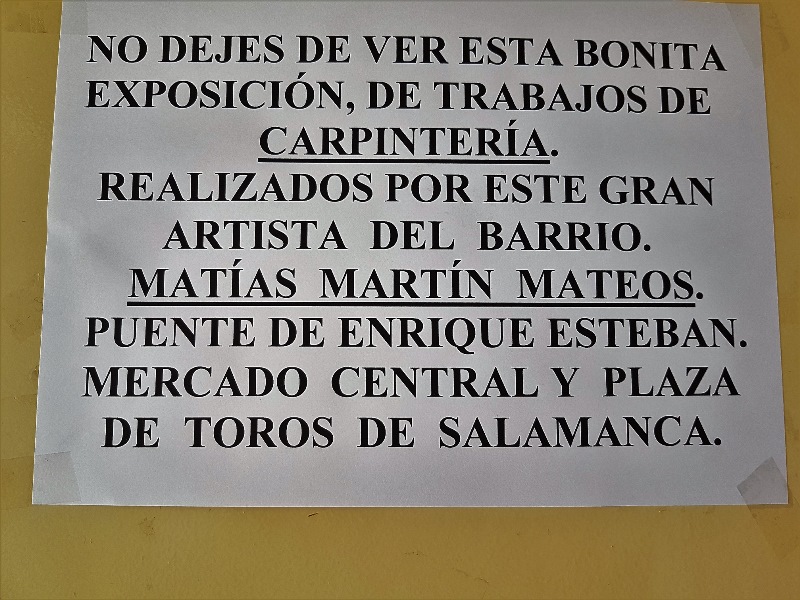 NO DEJES DE VER ESTA BONITA
EXPOSICIÓN, DE TRABAJOS DE
CARPINTERÍA.
REALIZADOS POR ESTE GRAN
ARTISTA DEL BARRIO.
MATÍAS MARTÍN MATEOS.
PUENTE DE ENRIQUE ESTEBAN.
MERCADO CENTRAL Y PLAZA
DE TOROS DE SALAMANCA.